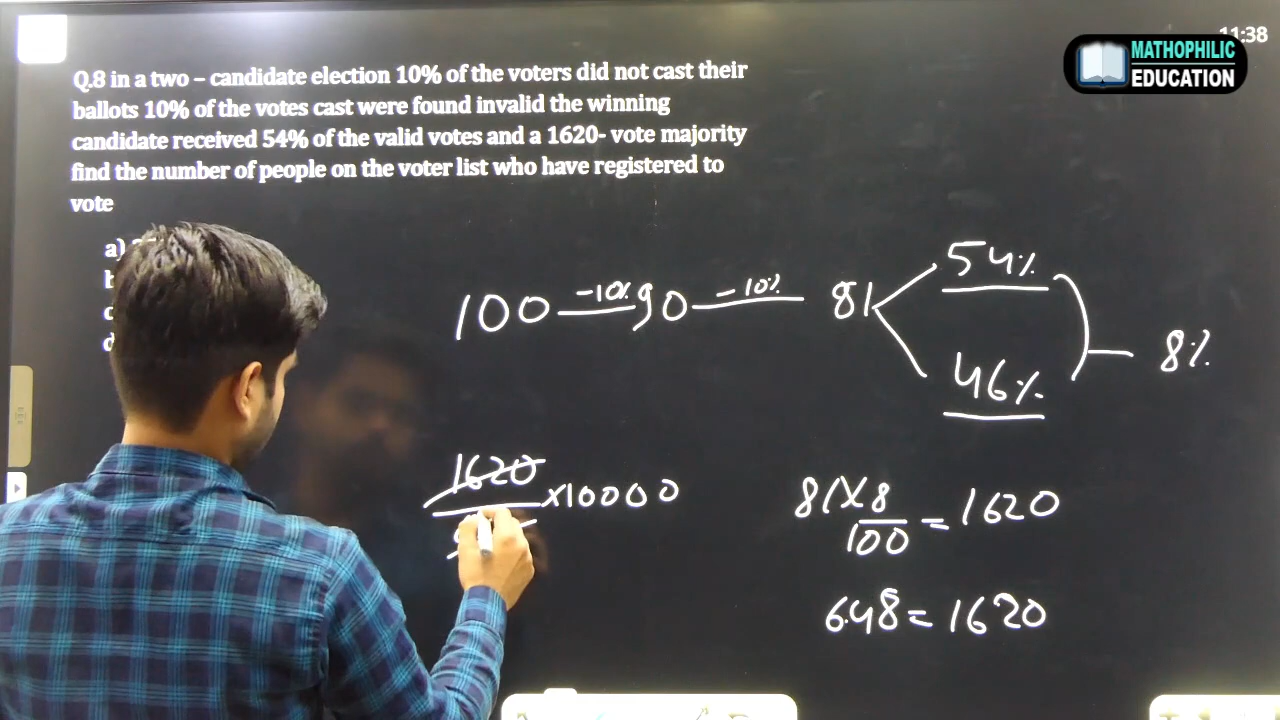 11:38
MATHOPHILIC
EDUCATION
Q.8 in a two – candidate election 10% of the voters did not cast their
ballots 10% of the votes cast were found invalid the winning
candidate received 54% of the valid votes and a 1620- vote majority
find the number of people on the voter list who have registered to
vote
a)
100 -10% 90 -10% 81
54%
46%
8%
1620
×10000
81×8
100
= 1620
6.48 = 1620